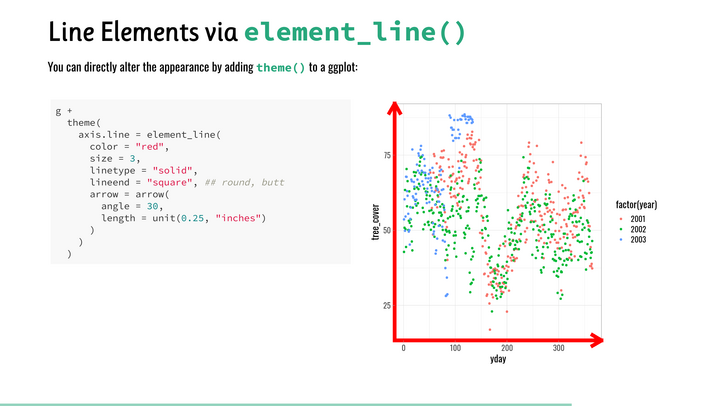 Line Elements via element_line()
You can directly alter the appearance by adding theme() to a ggplot:
g +
  theme(
    axis.line = element_line(
      color = "red",
      size = 3,
      linetype = "solid",
      lineend = "square", ## round, butt
      arrow = arrow(
        angle = 30,
        length = unit(0.25, "inches")
      )
    )
  )
tree_cover
75
50
25
0 100 200 300
yday
factor(year)
2001
2002
2003